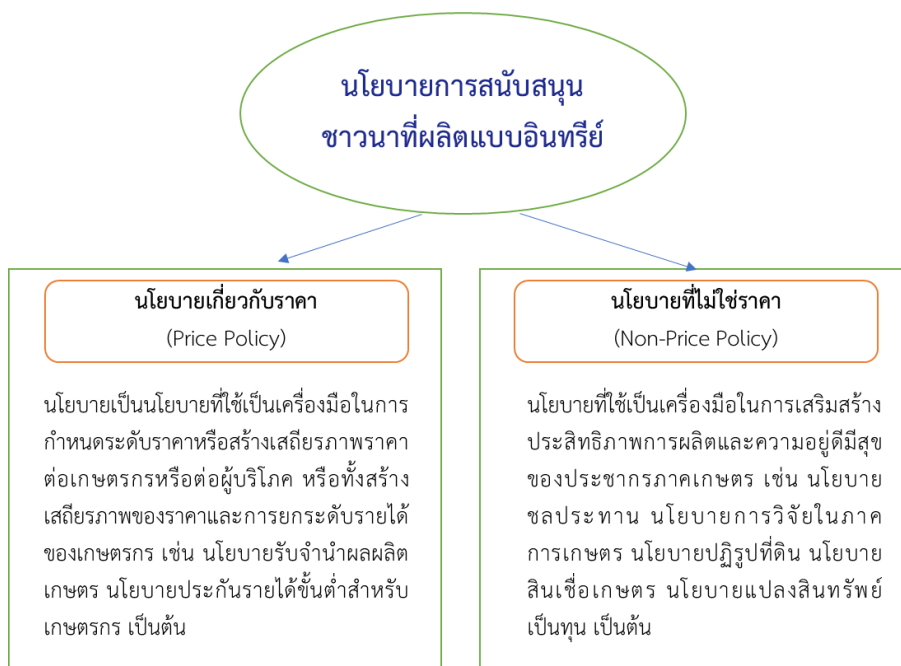 นโยบายการสนับสนุน
ชาวนาที่ผลิตแบบอินทรีย์
นโยบายเกี่ยวกับราคา
(Price Policy)
นโยบายเป็นนโยบายที่ใช้เป็นเครื่องมือในการ
กำหนดระดับราคาหรือสร้างเสถียรภาพราคา
ต่อเกษตรกรหรือต่อผู้บริโภค หรือทั้งสร้าง
เสถียรภาพของราคาและการยกระดับรายได้
ของเกษตรกร เช่น นโยบายรับจำนำผลผลิต
เกษตร นโยบายประกันรายได้ขั้นต่ำสำหรับ
เกษตรกร เป็นต้น
นโยบายที่ไม่ใช่ราคา
(Non-Price Policy)
นโยบายที่ใช้เป็นเครื่องมือในการเสริมสร้าง
ประสิทธิภาพการผลิตและความอยู่ดีมีสุข
ของประชากรภาคเกษตร เช่น นโยบาย
ชลประทาน นโยบายการวิจัยในภาค
การเกษตร นโยบายปฏิรูปที่ดิน นโยบาย
สินเชื่อเกษตร นโยบายแปลงสินทรัพย์
เป็นทุน เป็นต้น